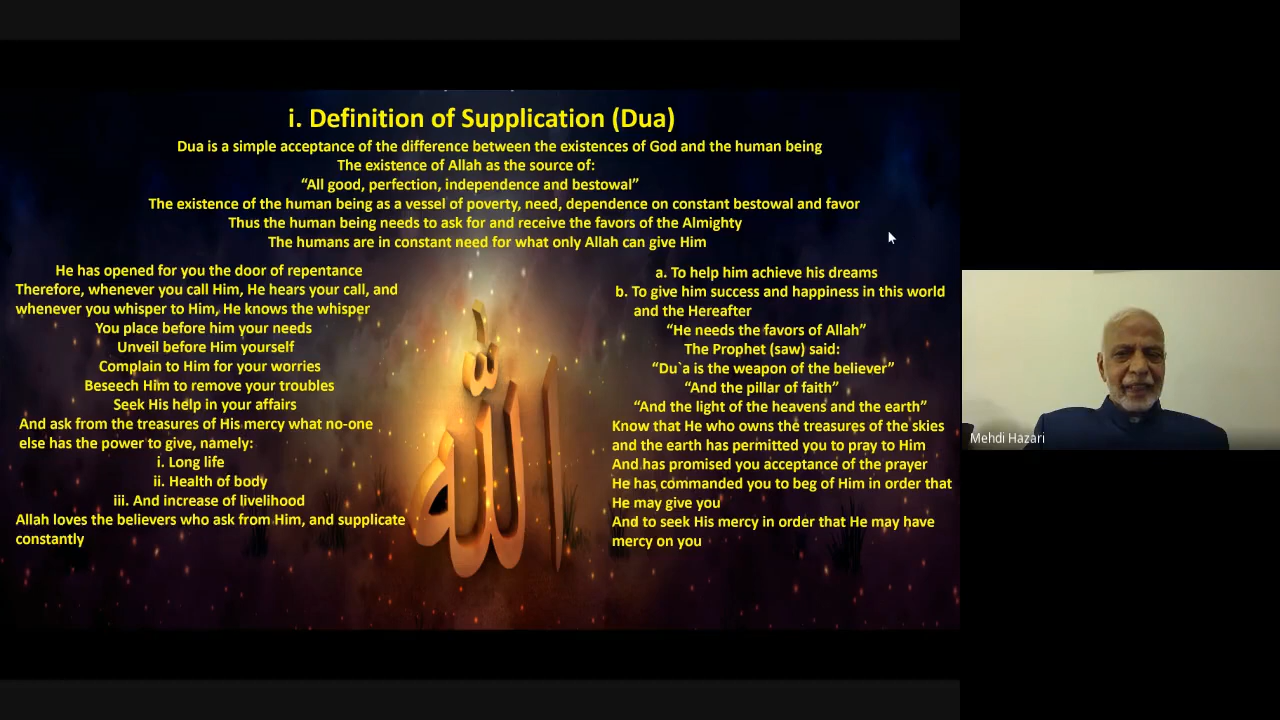 i. Definition of Supplication (Dua)
Dua is a simple acceptance of the difference between the existences of God and the human being
The existence of Allah as the source of:
“All good, perfection, independence and bestowal”
The existence of the human being as a vessel of poverty, need, dependence on constant bestowal and favor
Thus the human being needs to ask for and receive the favors of the Almighty
The humans are in constant need for what only Allah can give Him
He has opened for you the door of repentance
Therefore, whenever you call Him, He hears your call, and
whenever you whisper to Him, He knows the whisper
You place before him your needs
Unveil before Him yourself
Complain to Him for your worries
Beseech Him to remove your troubles
Seek His help in your affairs
And ask from the treasures of His mercy what no-one
else has the power to give, namely:
i. Long life
ii. Health of body
iii. And increase of livelihood
Allah loves the believers who ask from Him, and supplicate
constantly
الله
a. To help him achieve his dreams
b. To give him success and happiness in this world
and the Hereafter
“He needs the favors of Allah”
The Prophet (saw) said:
“Du`a is the weapon of the believer”
“And the pillar of faith”
“And the light of the heavens and the earth”
Know that He who owns the treasures of the skies
and the earth has permitted you to pray to Him
And has promised you acceptance of the prayer
He has commanded you to beg of Him in order that
He may give you
And to seek His mercy in order that He may have
mercy on you
Mehdi Hazari